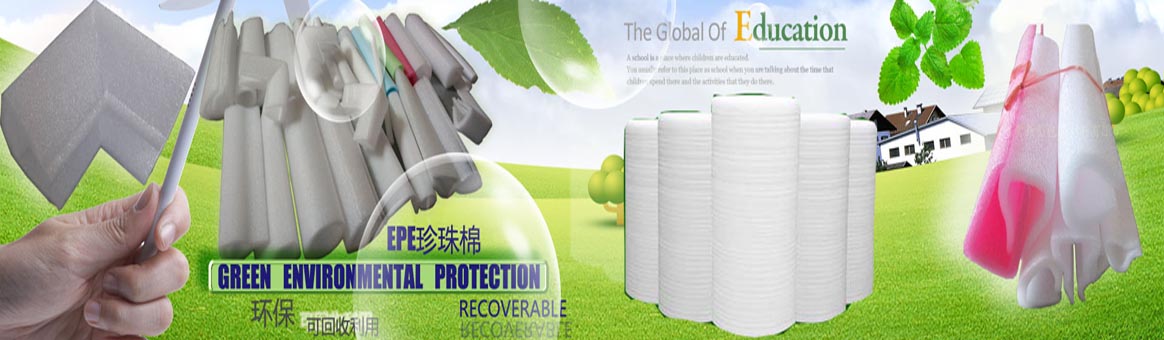 The Global Of Education
A school is a place where children are educated.
You usually refer to this place as school when you are talking about the time that
children spend there and the activities that they do there.
EPE珍珠棉
GREEN ENVIRONMENTAL PROTECTION
环保
RECOVERABLE
可回收利用